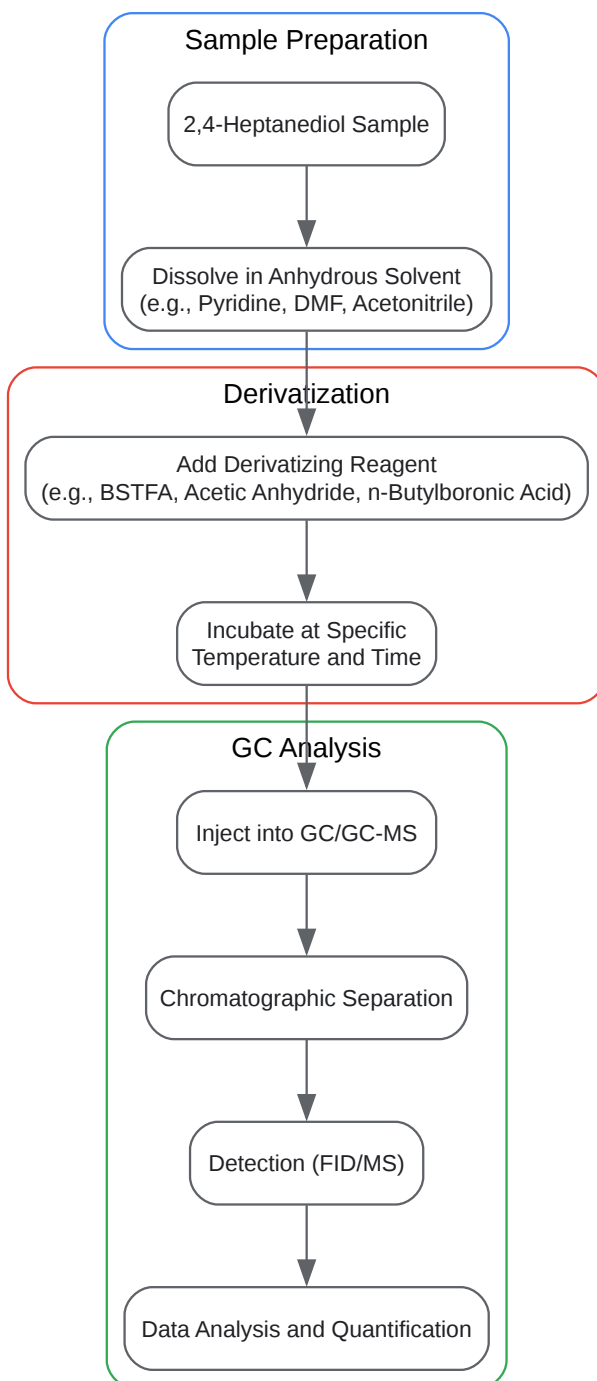 Sample Preparation
2,4-Heptanediol Sample
Dissolve in Anhydrous Solvent
(e.g., Pyridine, DMF, Acetonitrile)
Derivatization
Add Derivatizing Reagent
(e.g., BSTFA, Acetic Anhydride, n-Butylboronic Acid)
Incubate at Specific
Temperature and Time
GC Analysis
Inject into GC/GC-MS
Chromatographic Separation
Detection (FID/MS)
Data Analysis and Quantification